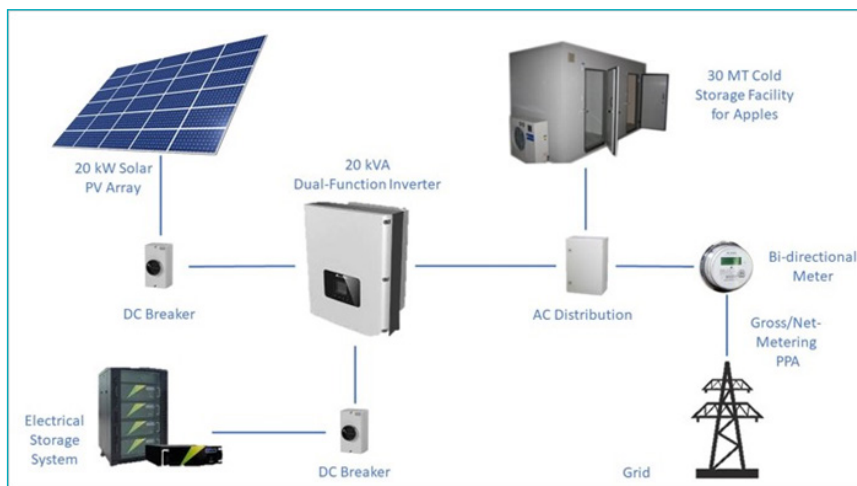 20 kW Solar
PV Array
20 kVA
Dual-Function Inverter
30 MT Cold
Storage Facility
for Apples
DC Breaker
AC Distribution
Bi-directional
Meter
Gross/Net-
Metering
PPA
Electrical
Storage
System
DC Breaker
Grid